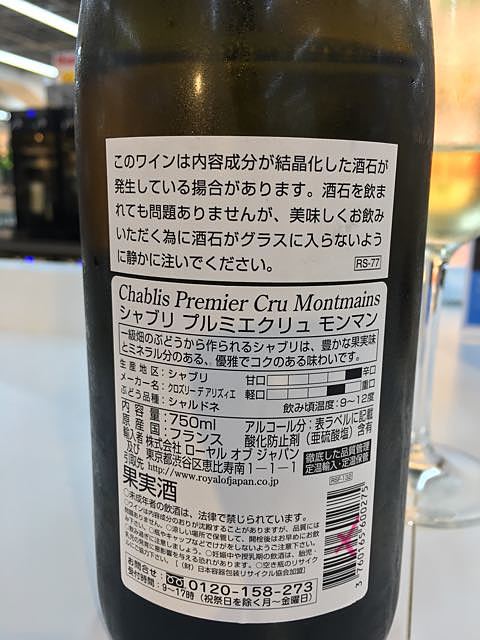 このワインは内容成分が結晶化した酒石が
発生している場合があります。酒石を飲ま
れても問題ありませんが、美味しくお飲み
いただく為に酒石がグラスに入らないよう
に静かに注いでください。
RS-77
Chablis Premier Cru Montmains
シャブリ プルミエクリュ モンマン
一級畑のぶどうから作られるシャブリは、豊かな果実味
とミネラル分のある、優雅でコクのある味わいです。
生産地区：シャブリ 甘口 辛口
メーカー名：クロズリー デ アリズィエ 軽口 重口
ぶどう品種：シャルドネ 飲み頃温度：9～12度
内容量：750ml アルコール分：表ラベルに記載
原産国：フランス 酸化防止剤（亜硫酸塩）含有
輸入者 株式会社 ローヤル オブ ジャパン 徹底した品質管理
及び 東京都渋谷区恵比寿南1－1－1 定温輸入・定温保管
引取先 http://www.royalofjapan.co.jp
RSF-138
果実酒
○未成年者の飲酒は、法律で禁じられています。
お問合せ： 0120-158-273
受付時間：9～17時（祝祭日を除く月～金曜日）
3760145660275